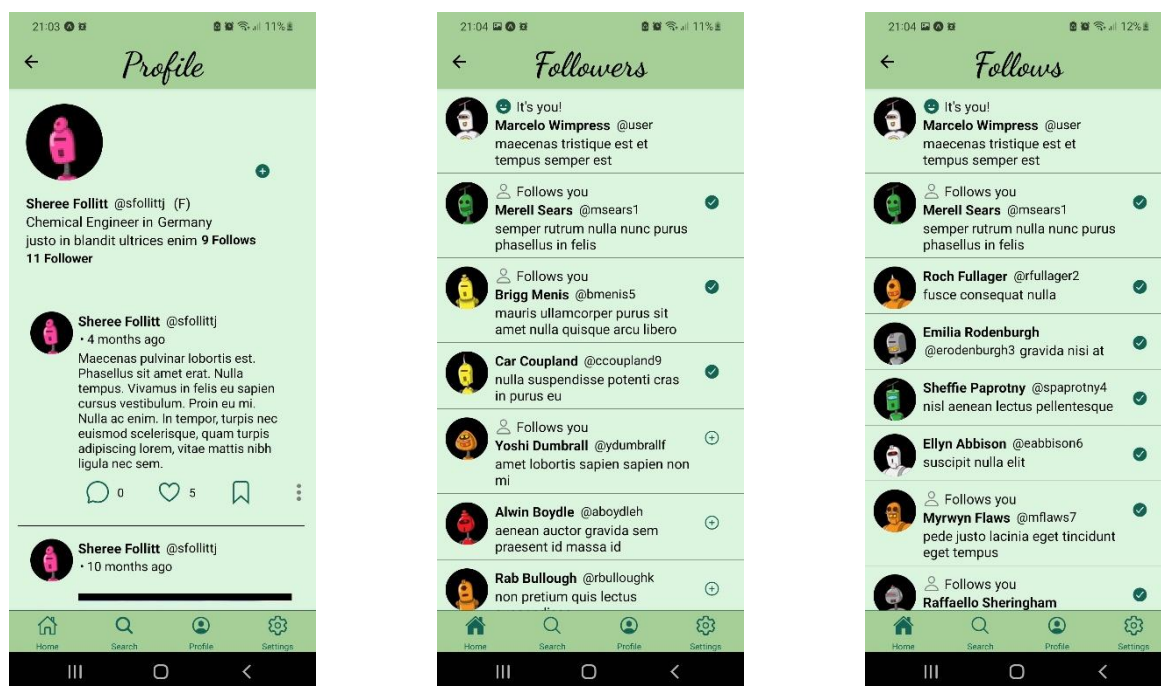 21:03 11%
Profile
Sheree Follitt @sfollittj (F)
Chemical Engineer in Germany
justo in blandit ultrices enim 9 Follows
11 Follower
Sheree Follitt @sfollittj
• 4 months ago
Maecenas pulvinar lobortis est.
Phasellus sit amet erat. Nulla
tempus. Vivamus in felis eu sapien
cursus vestibulum. Proin eu mi.
Nulla ac enim. In tempor, turpis nec
euismod scelerisque, quam turpis
adipiscing lorem, vitae mattis nibh
ligula nec sem.
0 5
Sheree Follitt @sfollittj
• 10 months ago
Home Search Profile Settings
21:04 11%
Followers
It's you!
Marcelo Wimpress @user
maecenas tristique est et
tempus semper est
Follows you
Merell Sears @msears1
semper rutrum nulla nunc purus
phasellus in felis
Follows you
Brigg Menis @bmenis5
mauris ullamcorper purus sit
amet nulla quisque arcu libero
Car Coupland @ccoupland9
nulla suspendisse potenti cras
in purus eu
Follows you
Yoshi Dumbrall @ydumbrallf
amet lobortis sapien sapien non
mi
Alwin Boydle @aboydleh
aenean auctor gravida sem
praesent id massa id
Rab Bullough @rbulloughk
non pretium quis lectus
Home Search Profile Settings
21:04 12%
Follows
It's you!
Marcelo Wimpress @user
maecenas tristique est et
tempus semper est
Follows you
Merell Sears @msears1
semper rutrum nulla nunc purus
phasellus in felis
Roch Fullager @rfullager2
fusce consequat nulla
Emilia Rodenburgh
@erodenburgh3 gravida nisi at
Sheffie Paprotny @spaprotny4
nisl aenean lectus pellentesque
Ellyn Abbison @eabbison6
suscipit nulla elit
Follows you
Myrwyn Flaws @mflaws7
pede justo lacinia eget tincidunt
eget tempus
Follows you
Raffaello Sheringham
Home Search Profile Settings